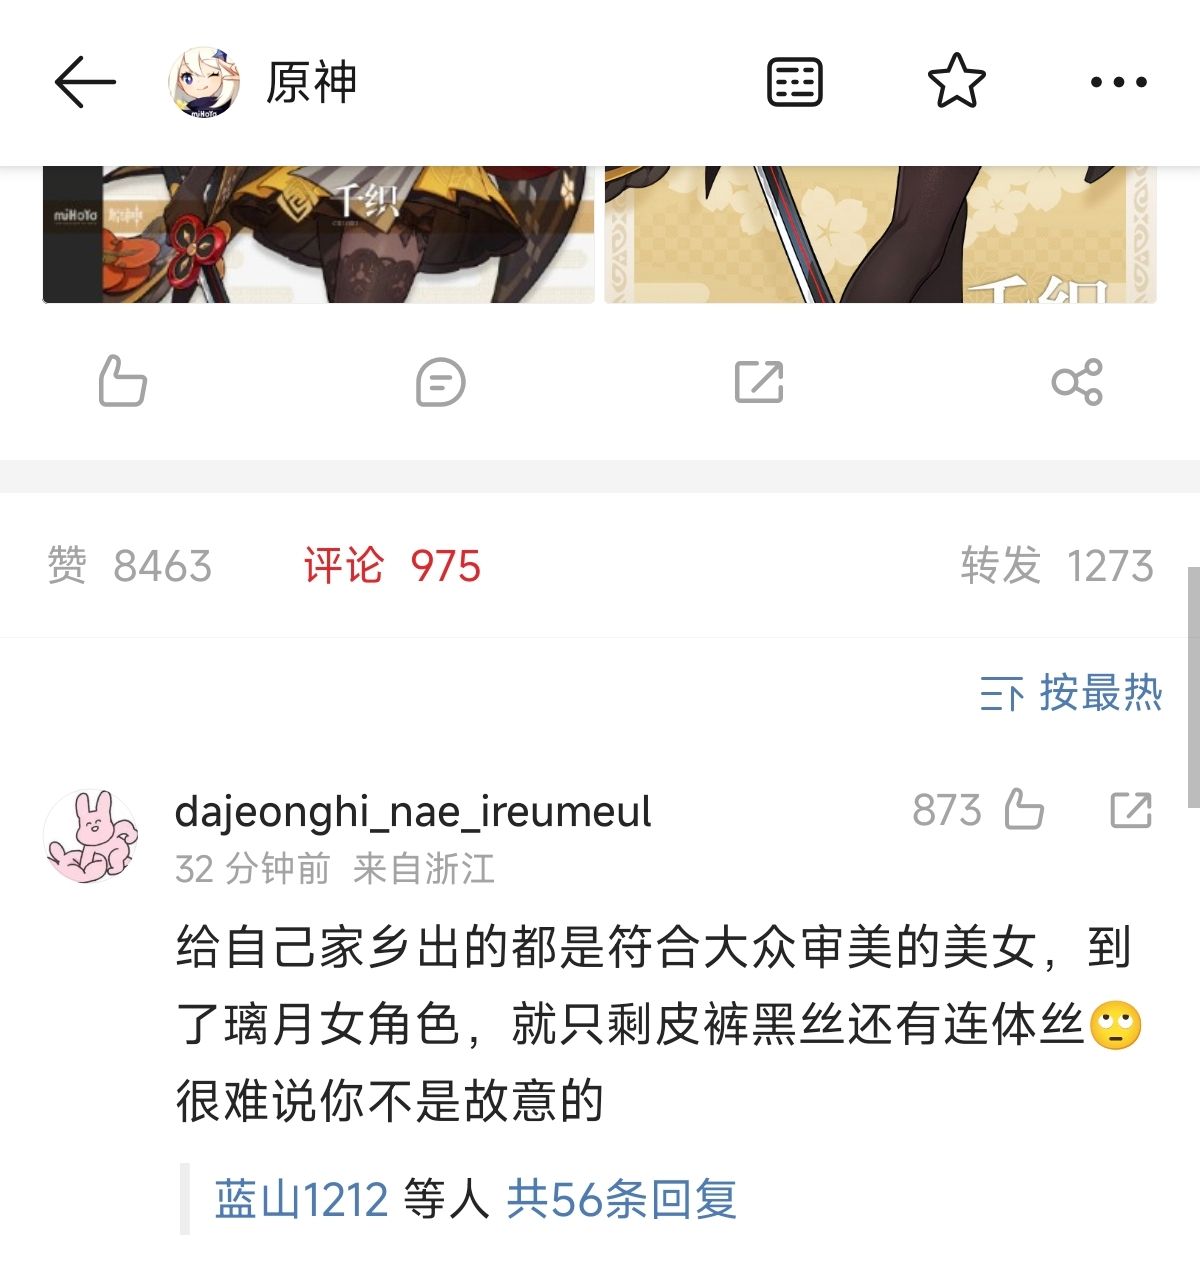 原神
miHoYo
miHoYo 原神
千织
千织
赞 8463 评论 975 转发 1273
按最热
dajeonghi_nae_ireumeul 873
32 分钟前 来自浙江
给自己家乡出的都是符合大众审美的美女，到
了璃月女角色，就只剩皮裤黑丝还有连体丝🙄
很难说你不是故意的
蓝山1212 等人 共56条回复